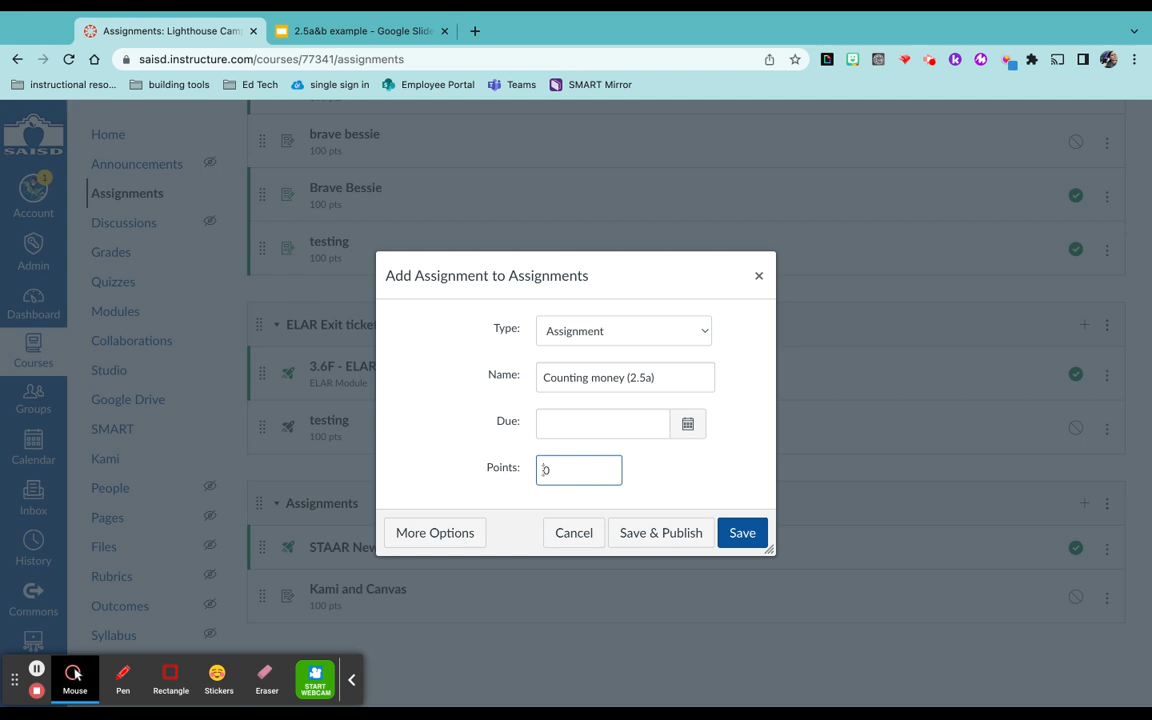 Assignments: Lighthouse Cam
2.5a&b example - Google Slide
saisd.instructure.com/courses/77341/assignments
instructional reso...
building tools
Ed Tech
single sign in
Employee Portal
Teams
SMART Mirror
SAISD
1
Account
Admin
Dashboard
Courses
Groups
Calendar
Inbox
History
Commons
Home
Announcements
Assignments
Discussions
Grades
Quizzes
Modules
Collaborations
Studio
Google Drive
SMART
Kami
People
Pages
Files
Rubrics
Outcomes
Syllabus
brave bessie
100 pts
Brave Bessie
100 pts
testing
100 pts
ELAR Exit ticke
3.6F - ELAR
ELAR Module
testing
100 pts
Assignments
STAAR New
Kami and Canvas
100 pts
Add Assignment to Assignments
Type:
Assignment
Name:
Counting money (2.5a)
Due:
Points:
0
More Options
Cancel
Save & Publish
Save
Mouse
Pen
Rectangle
Stickers
Eraser
START
WEBCAM